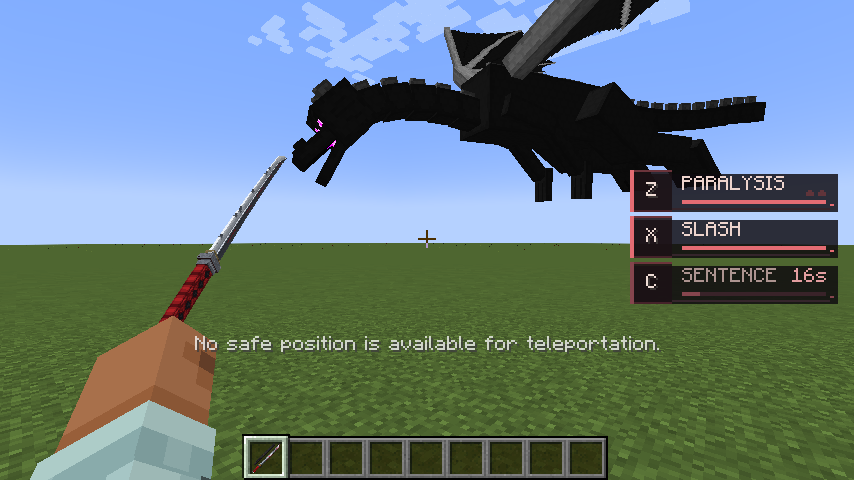 Z PARALYSIS
X SLASH
C SENTENCE 16s
No safe position is available for teleportation.